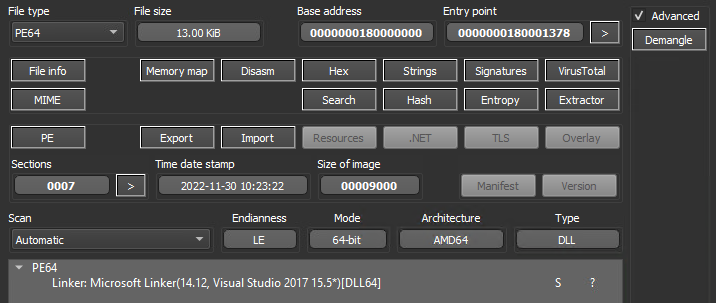 File type File size Base address Entry point Advanced
PE64 13.00 KiB 0000000180000000 0000000180001378 > Demangle
File info Memory map Disasm Hex Strings Signatures VirusTotal
MIME Search Hash Entropy Extractor
PE Export Import Resources .NET TLS Overlay
Sections Time date stamp Size of image
0007 > 2022-11-30 10:23:22 00009000 Manifest Version
Scan Endianness Mode Architecture Type
Automatic LE 64-bit AMD64 DLL
PE64
Linker: Microsoft Linker(14.12, Visual Studio 2017 15.5*)[DLL64] S ?